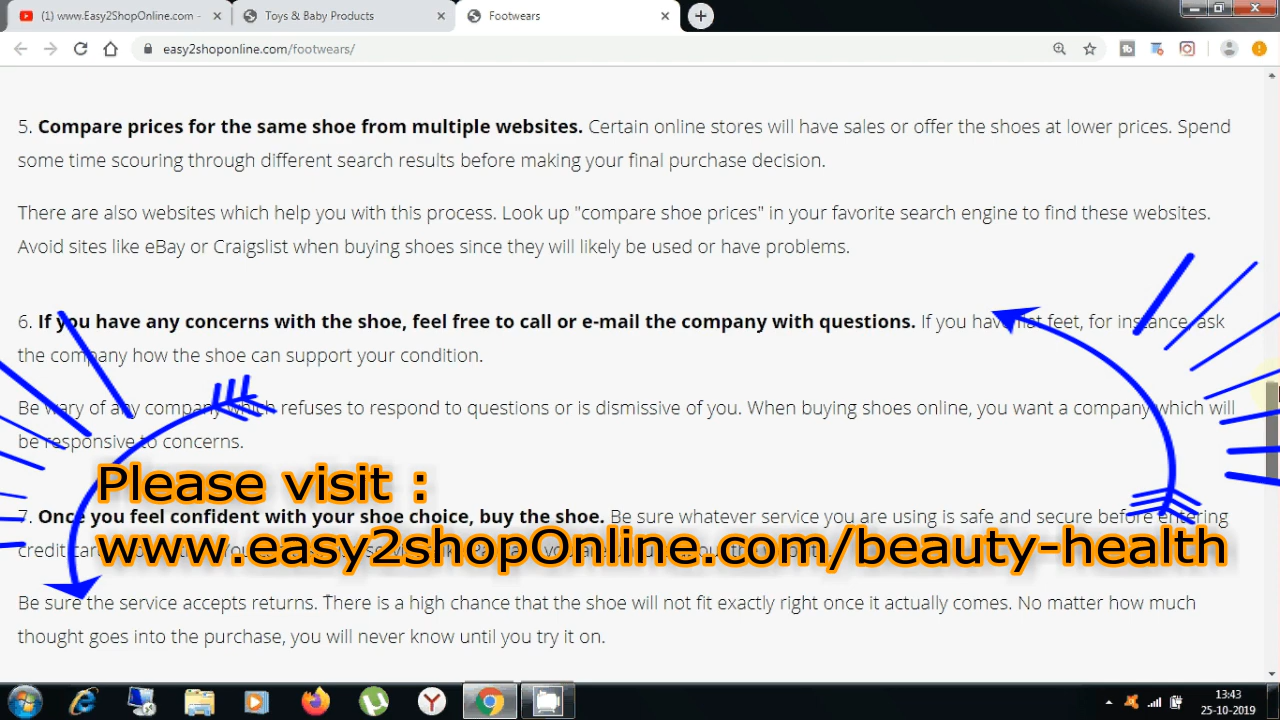 (1) www.Easy2ShopOnline.com -
Toys & Baby Products
Footwears
easy2shoponline.com/footwears/
5. Compare prices for the same shoe from multiple websites. Certain online stores will have sales or offer the shoes at lower prices. Spend
some time scouring through different search results before making your final purchase decision.
There are also websites which help you with this process. Look up "compare shoe prices" in your favorite search engine to find these websites.
Avoid sites like eBay or Craigslist when buying shoes since they will likely be used or have problems.
6. If you have any concerns with the shoe, feel free to call or e-mail the company with questions. If you have flat feet, for instance, ask
the company how the shoe can support your condition.
Be wary of any company which refuses to respond to questions or is dismissive of you. When buying shoes online, you want a company which will
be responsive to concerns.
Please visit :
7. Once you feel confident with your shoe choice, buy the shoe. Be sure whatever service you are using is safe and secure before entering
credit
www.easy2shopOnline.com/beauty-health
Be sure the service accepts returns. There is a high chance that the shoe will not fit exactly right once it actually comes. No matter how much
thought goes into the purchase, you will never know until you try it on.
13:43
25-10-2019